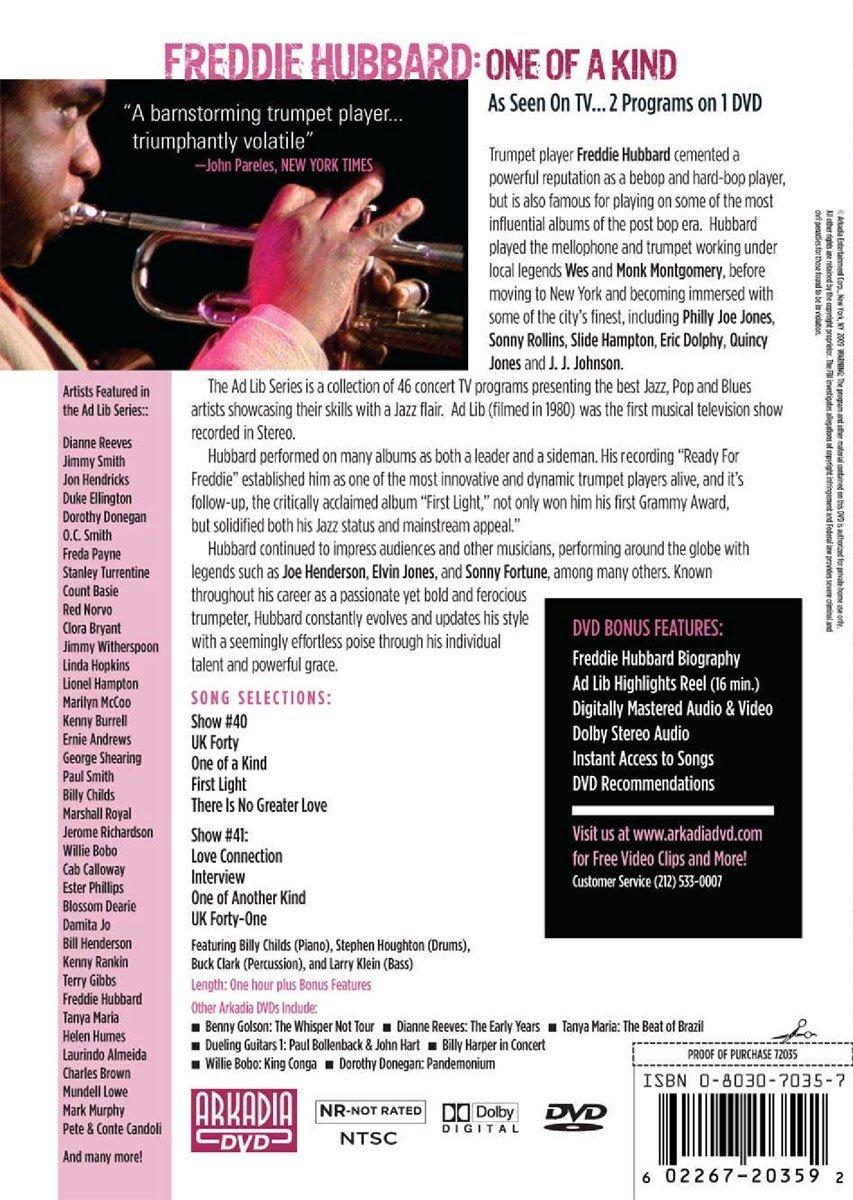 FREDDIE HUBBARD: ONE OF A KIND
"A barnstorming trumpet player...
triumphantly volatile"
—John Pareles, NEW YORK TIMES
As Seen On TV... 2 Programs on 1 DVD
Trumpet player Freddie Hubbard cemented a
powerful reputation as a bebop and hard-bop player,
but is also famous for playing on some of the most
influential albums of the post bop era. Hubbard
played the mellophone and trumpet working under
local legends Wes and Monk Montgomery, before
moving to New York and becoming immersed with
some of the city's finest, including Philly Joe Jones,
Sonny Rollins, Slide Hampton, Eric Dolphy, Quincy
Jones and J. J. Johnson.
The Ad Lib Series is a collection of 46 concert TV programs presenting the best Jazz, Pop and Blues
artists showcasing their skills with a Jazz flair. Ad Lib (filmed in 1980) was the first musical television show
recorded in Stereo.
Hubbard performed on many albums as both a leader and a sideman. His recording "Ready For
Freddie" established him as one of the most innovative and dynamic trumpet players alive, and it's
follow-up, the critically acclaimed album "First Light," not only won him his first Grammy Award,
but solidified both his Jazz status and mainstream appeal."
Hubbard continued to impress audiences and other musicians, performing around the globe with
legends such as Joe Henderson, Elvin Jones, and Sonny Fortune, among many others. Known
throughout his career as a passionate yet bold and ferocious
trumpeter, Hubbard constantly evolves and updates his style
with a seemingly effortless poise through his individual
talent and powerful grace.
Artists Featured in
the Ad Lib Series::
Dianne Reeves
Jimmy Smith
Jon Hendricks
Duke Ellington
Dorothy Donegan
O.C. Smith
Freda Payne
Stanley Turrentine
Count Basie
Red Norvo
Clora Bryant
Jimmy Witherspoon
Linda Hopkins
Lionel Hampton
Marilyn McCoo
Kenny Burrell
Ernie Andrews
George Shearing
Paul Smith
Billy Childs
Marshall Royal
Jerome Richardson
Willie Bobo
Cab Calloway
Ester Phillips
Blossom Dearie
Damita Jo
Bill Henderson
Kenny Rankin
Terry Gibbs
Freddie Hubbard
Tanya Maria
Helen Humes
Laurindo Almeida
Charles Brown
Mundell Lowe
Mark Murphy
Pete & Conte Candoli
And many more!
SONG SELECTIONS:
Show #40
UK Forty
One of a Kind
First Light
There Is No Greater Love
Show #41:
Love Connection
Interview
One of Another Kind
UK Forty-One
Featuring Billy Childs (Piano), Stephen Houghton (Drums),
Buck Clark (Percussion), and Larry Klein (Bass)
Length: One hour plus Bonus Features
DVD BONUS FEATURES:
Freddie Hubbard Biography
Ad Lib Highlights Reel (16 min.)
Digitally Mastered Audio & Video
Dolby Stereo Audio
Instant Access to Songs
DVD Recommendations
Visit us at www.arkadiadvd.com
for Free Video Clips and More!
Customer Service (212) 533-0007
Other Arkadia DVDs Include:
■ Benny Golson: The Whisper Not Tour ■ Dianne Reeves: The Early Years ■ Tanya Maria: The Beat of Brazil
■ Dueling Guitars 1: Paul Bollenback & John Hart ■ Billy Harper in Concert
■ Willie Bobo: King Conga ■ Dorothy Donegan: Pandemonium
ARKADIA
DVD
NR-NOT RATED
NTSC
Dolby
DIGITAL
DVD
PROOF OF PURCHASE 72035
ISBN 0-8030-7035-7
6 02267-20359 2
© Arkadia Entertainment Corp., New York, NY 2009 WARNING: The program and other material contained on this DVD is authorized for private home use only.
All other rights are retained by the copyright proprietor. The FBI investigates allegations of copyright infringement and Federal law provides severe criminal and
civil penalties for those found to be in violation.